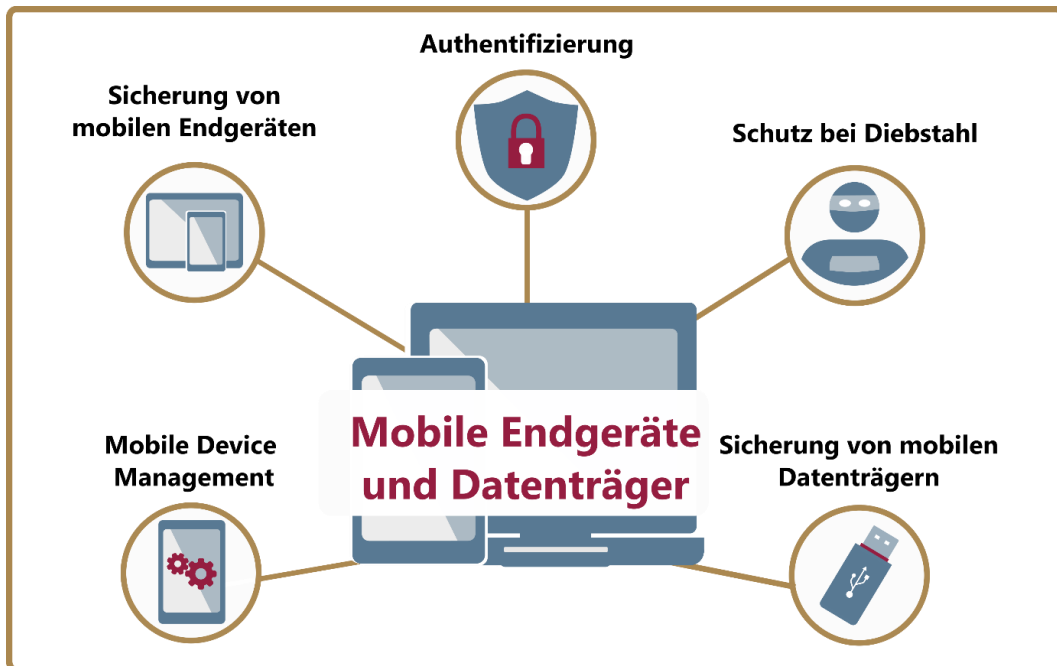 Authentifizierung
Sicherung von
mobilen Endgeräten
Schutz bei Diebstahl
Mobile Endgeräte
und Datenträger
Mobile Device
Management
Sicherung von mobilen
Datenträgern